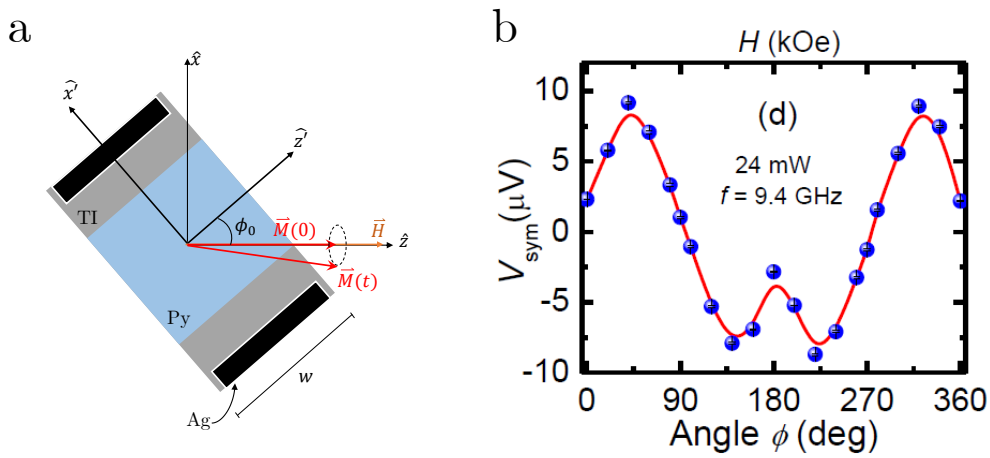 a
x̂
x̂′
ẑ′
TI
ϕ₀
M⃗(0)
H⃗
ẑ
M⃗(t)
Py
w
Ag
b
H (kOe)
10
5
0
-5
-10
V_sym (μV)
(d)
24 mW
f = 9.4 GHz
0 90 180 270 360
Angle ϕ (deg)